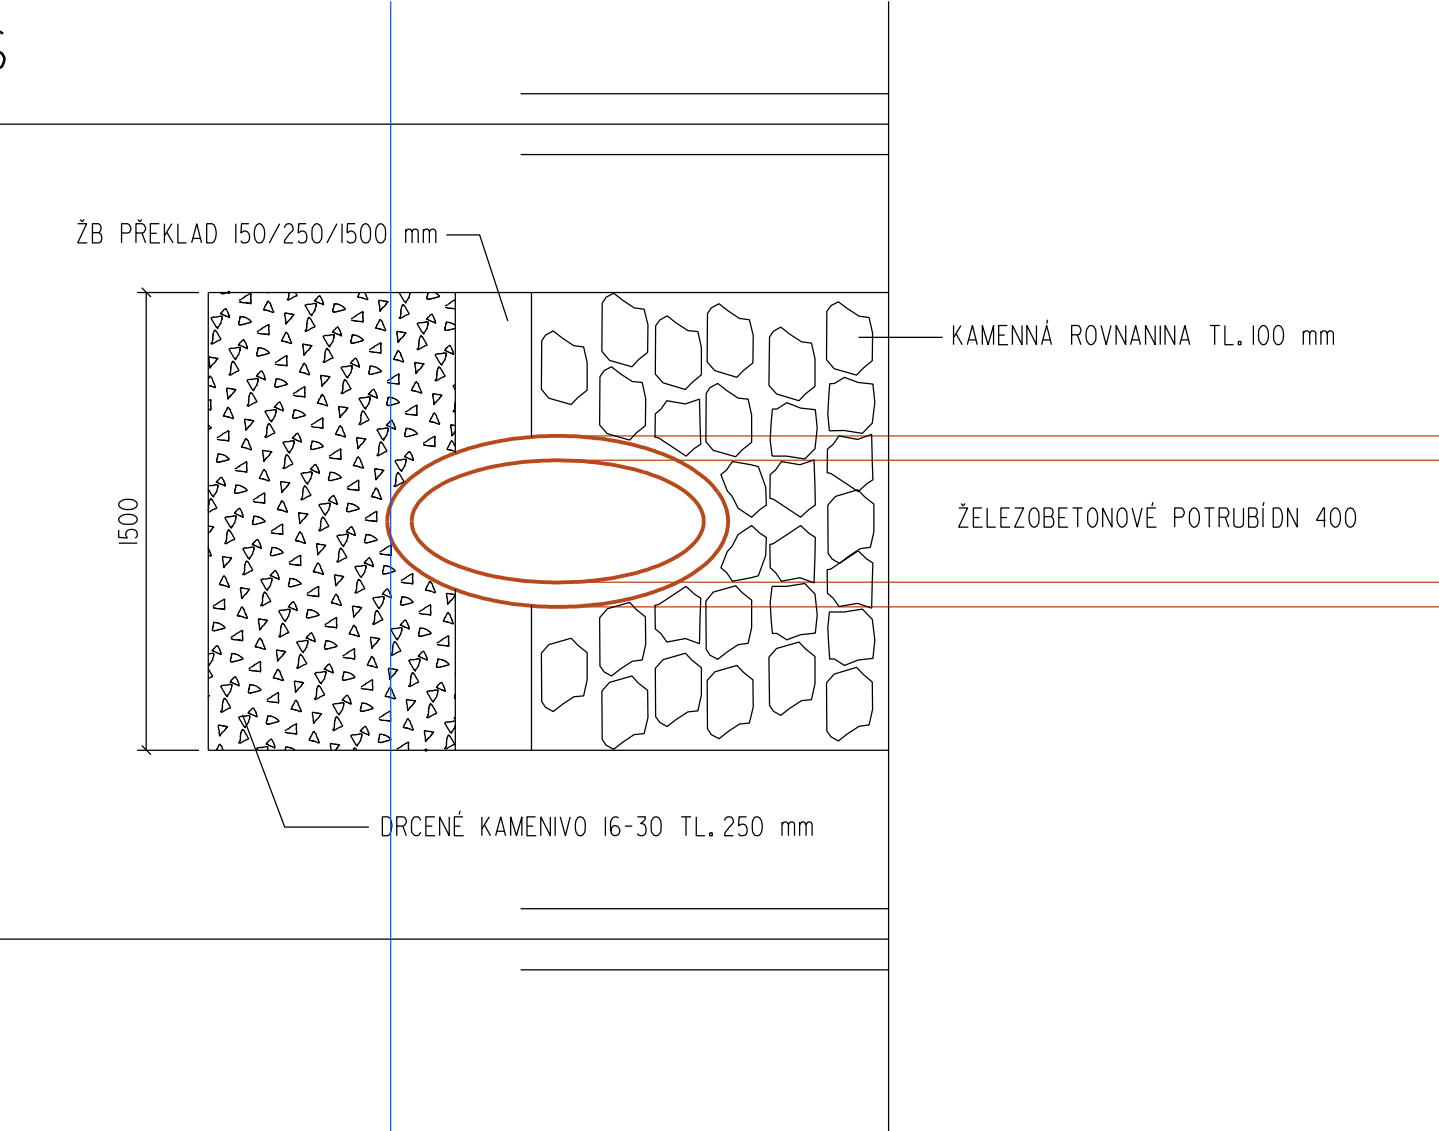 ŽB PŘEKLAD 150/250/1500 mm
KAMENNÁ ROVNANINA TL.100 mm
1500
ŽELEZOBETONOVÉ POTRUBÍ DN 400
DRCENÉ KAMENIVO 16-30 TL.250 mm